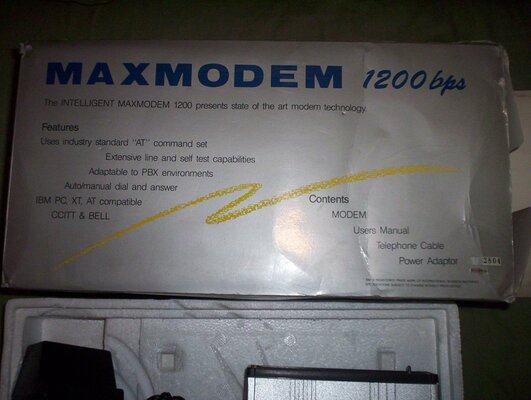 MAXMODEM 1200 bps
The INTELLIGENT MAXMODEM 1200 presents state of the art modern technology.
Features
Uses industry standard "AT" command set
Extensive line and self test capabilities
Adaptable to PBX environments
Auto/manual dial and answer
IBM PC, XT, AT compatible
CCITT & BELL
Contents
MODEM
Users Manual
Telephone Cable
Power Adaptor
2804